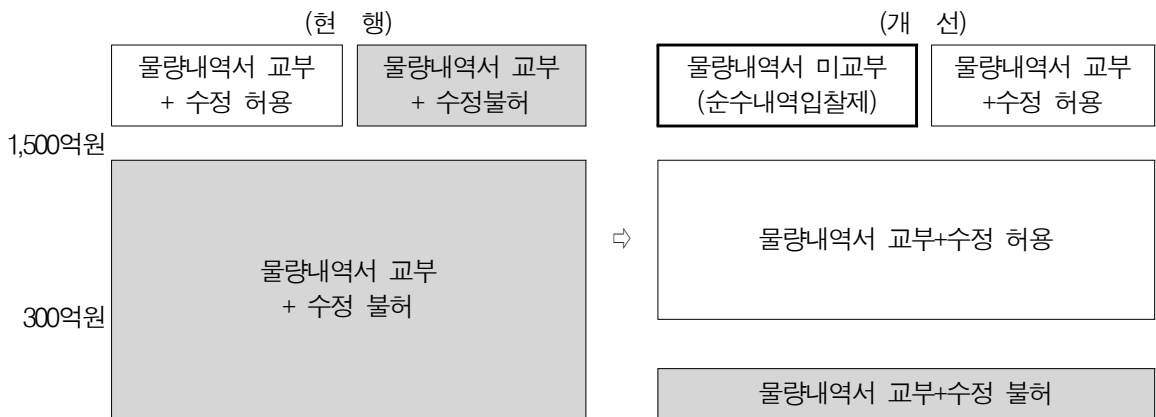 (현 행)
(개 선)
물량내역서 교부
+ 수정 허용
물량내역서 교부
+ 수정불허
물량내역서 미교부
(순수내역입찰제)
물량내역서 교부
+수정 허용
1,500억원
물량내역서 교부
+ 수정 불허
⇨
물량내역서 교부+수정 허용
300억원
물량내역서 교부+수정 불허